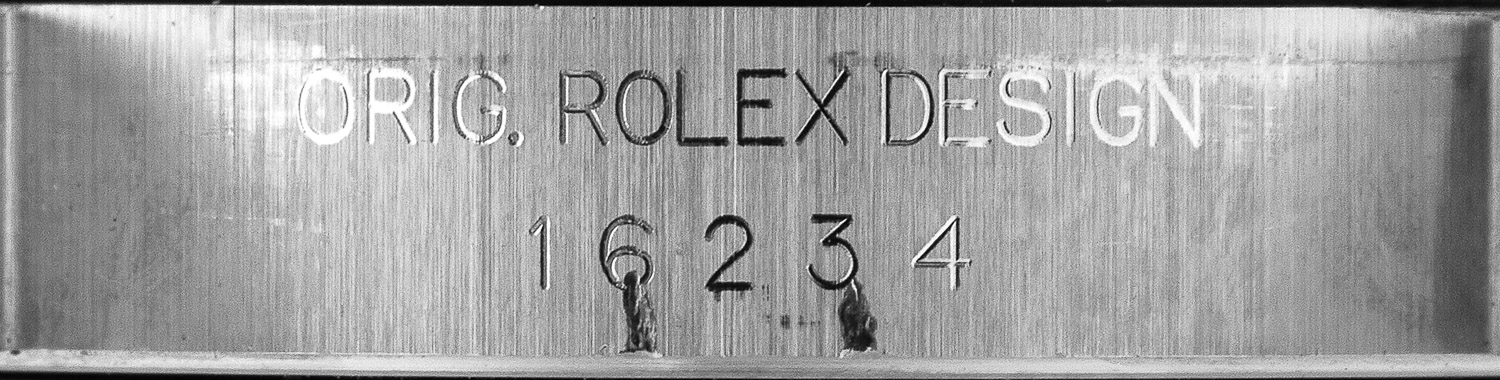 ORIG. ROLEX DESIGN
16234